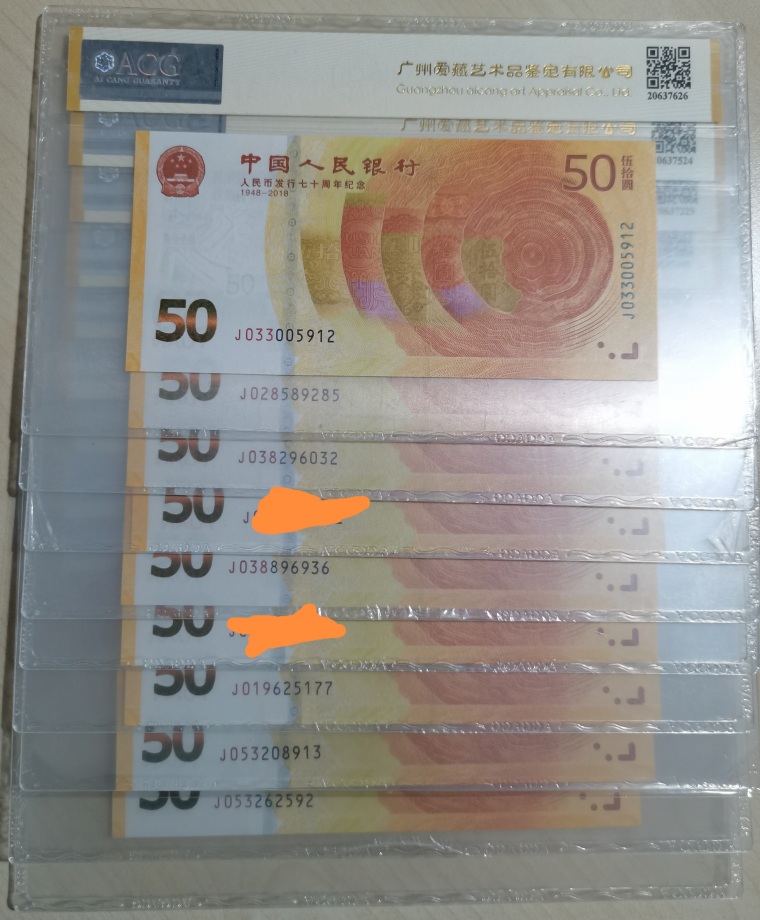 ACG
AI CANG GUARANTY
广州爱藏艺术品鉴定有限公司
Guangzhou aicang art Appraisal Co., Ltd.
20637626
广州爱藏艺术品鉴定有限公司
0637524
中国人民银行
人民币发行七十周年纪念
1948-2018
50 伍拾圆
J033005912
50 J033005912
50 J028589285
50 J038296032
50
50 J038896936
50
50 J019625177
50 J053208913
50 J053262592